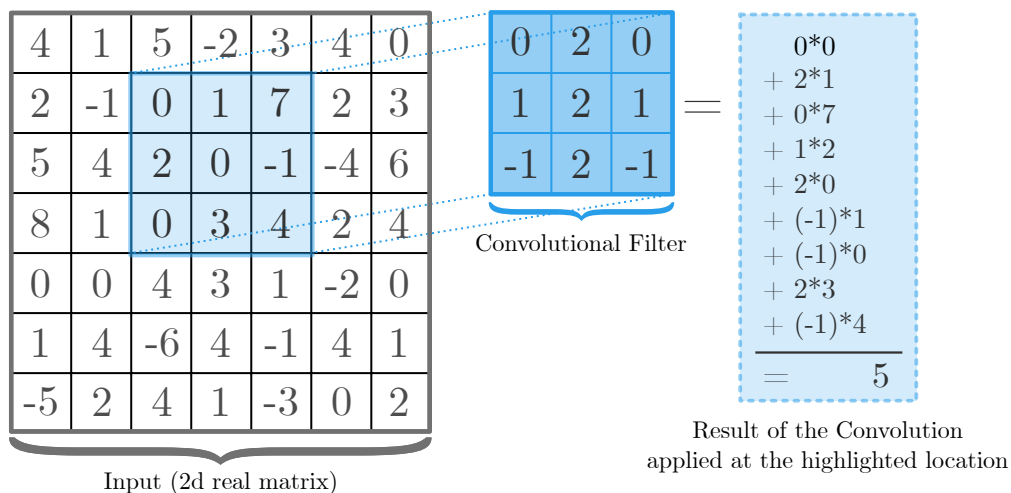 4 1 5 -2 3 4 0
2 -1 0 1 7 2 3
5 4 2 0 -1 -4 6
8 1 0 3 4 2 4
0 0 4 3 1 -2 0
1 4 -6 4 -1 4 1
-5 2 4 1 -3 0 2
Input (2d real matrix)
0 2 0
1 2 1
-1 2 -1
Convolutional Filter
=
0*0
+ 2*1
+ 0*7
+ 1*2
+ 2*0
+ (-1)*1
+ (-1)*0
+ 2*3
+ (-1)*4
= 5
Result of the Convolution
applied at the highlighted location